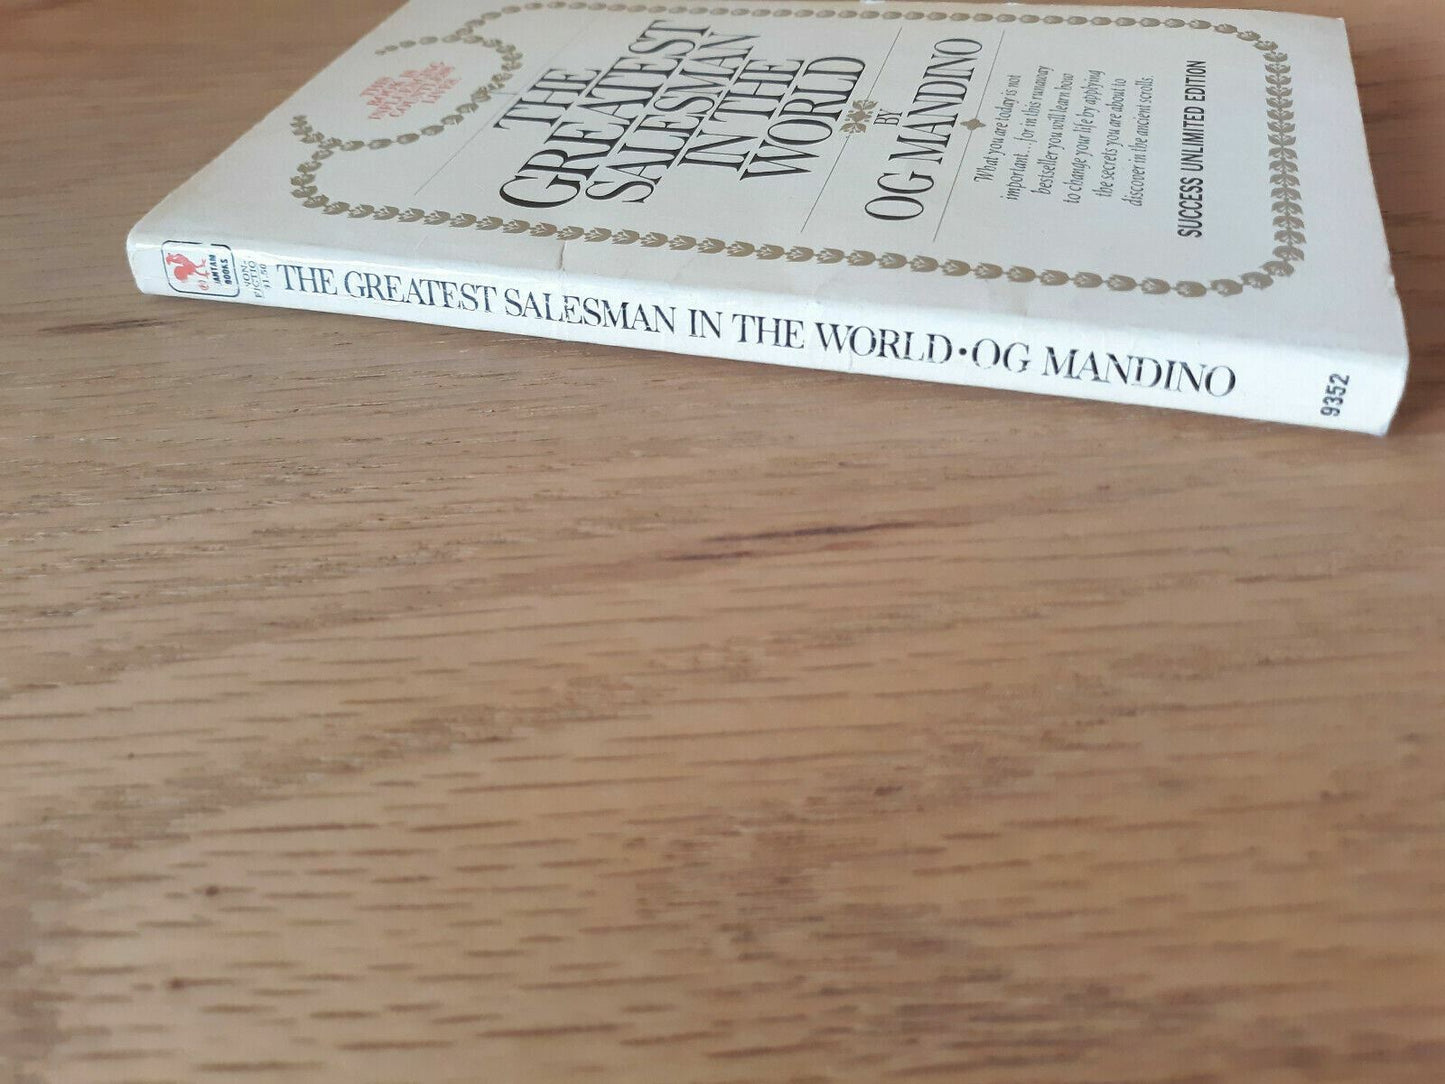 THE
GREATEST
SALESMAN
IN THE
WORLD
BY
OG MANDINO
What you are today is not
important...for in this runaway
bestseller you will learn how
to change your life by applying
the secrets you are about to
discover in the ancient scrolls
SUCCESS UNLIMITED EDITION
BOOKS
$1.50
THE GREATEST SALESMAN IN THE WORLD•OG MANDINO
9352